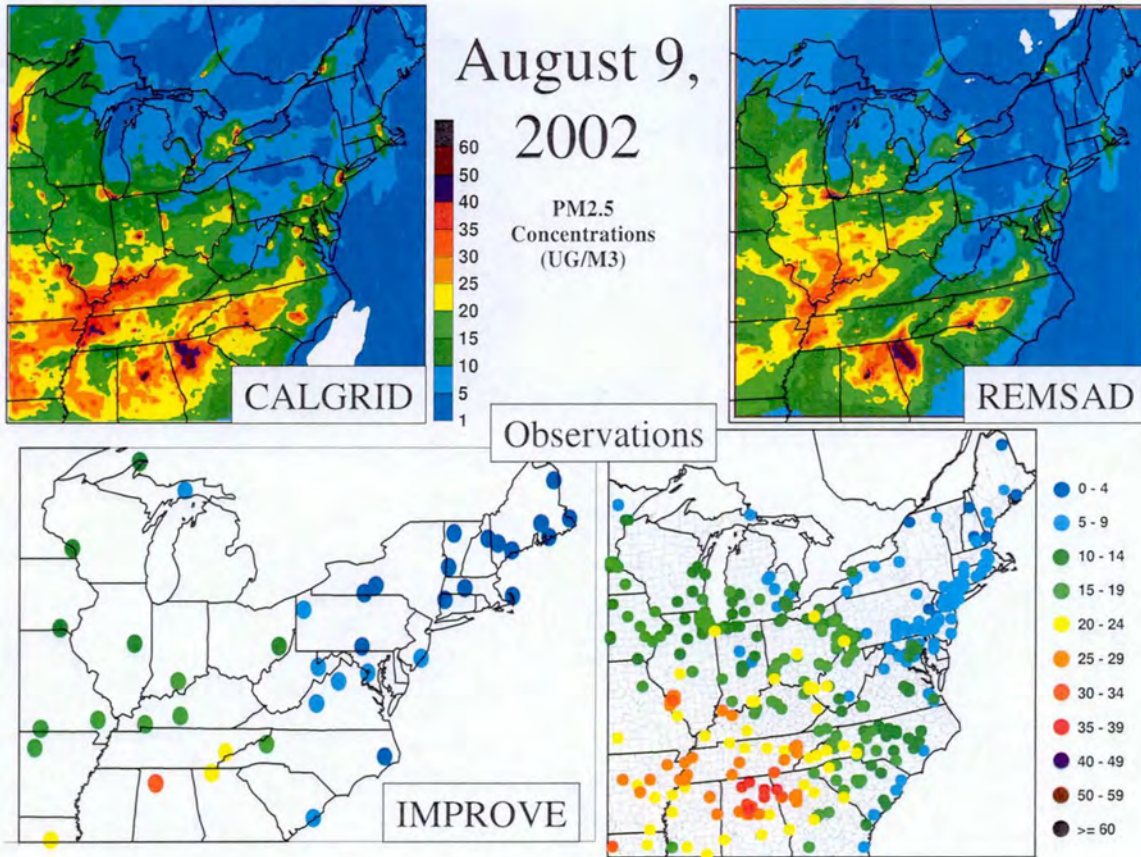 August 9,
2002
PM2.5
Concentrations
(UG/M3)
60
50
40
35
30
25
20
15
10
5
1
CALGRID
REMSAD
Observations
IMPROVE
0 - 4
5 - 9
10 - 14
15 - 19
20 - 24
25 - 29
30 - 34
35 - 39
40 - 49
50 - 59
>= 60